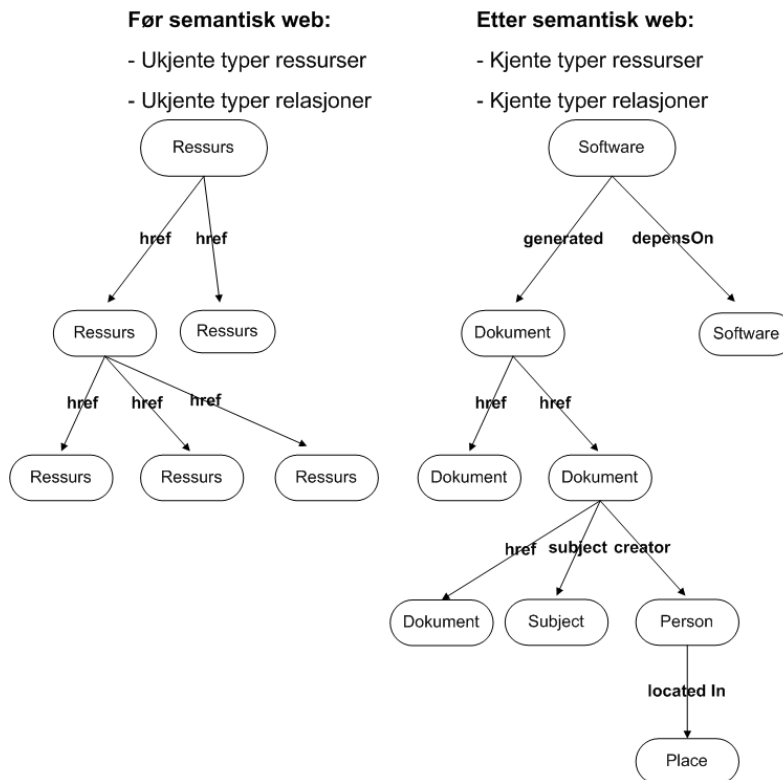 Før semantisk web:
- Ukjente typer ressurser
- Ukjente typer relasjoner
Ressurs
href
href
Ressurs
Ressurs
href
href
href
Ressurs
Ressurs
Ressurs
Etter semantisk web:
- Kjente typer ressurser
- Kjente typer relasjoner
Software
generated
depensOn
Dokument
Software
href
href
Dokument
Dokument
href
subject
creator
Dokument
Subject
Person
located In
Place